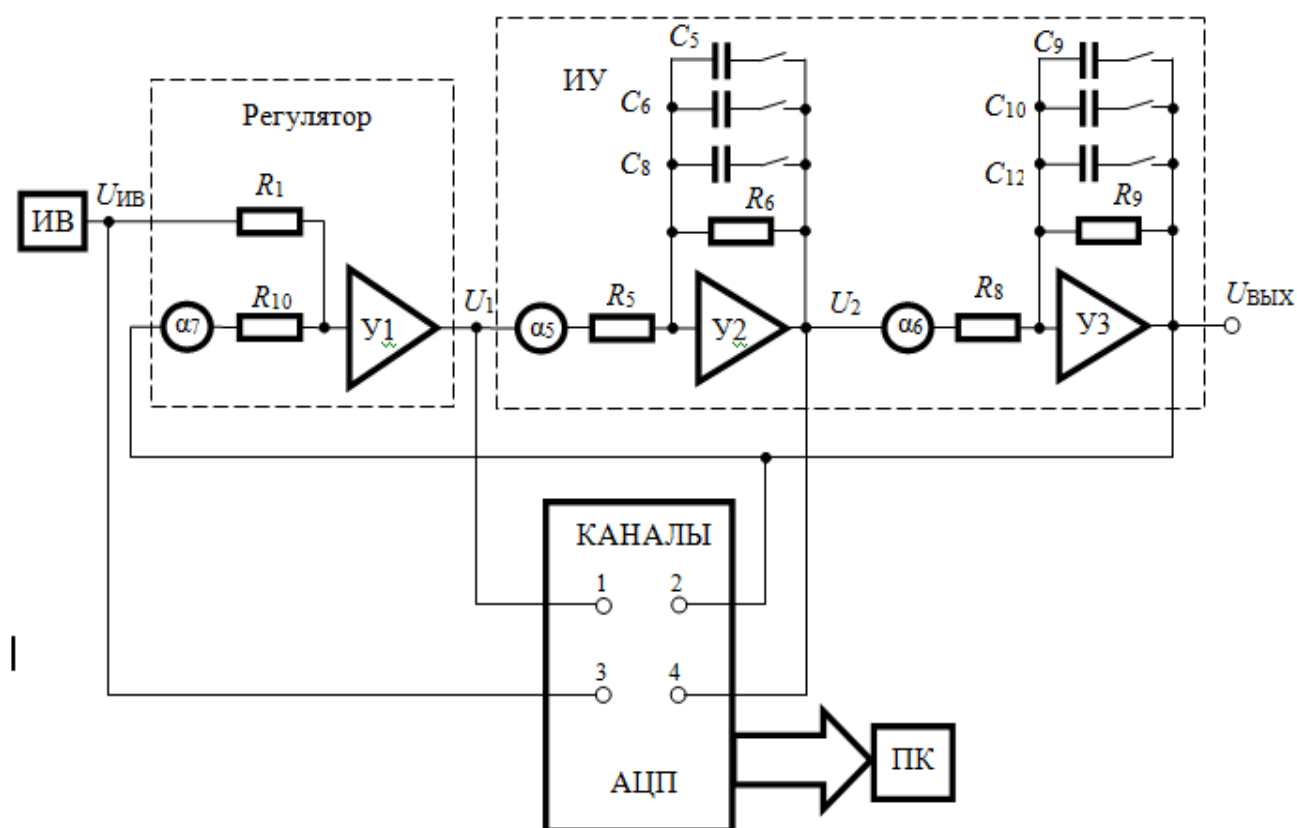 C5
C9
ИУ
C6
C10
Регулятор
C8
C12
UИВ
R1
R6
R9
ИВ
R10
U1
R5
U2
R8
UВЫХ
α7
У1
α5
У2
α6
У3
КАНАЛЫ
1
2
3
4
АЦП
ПК